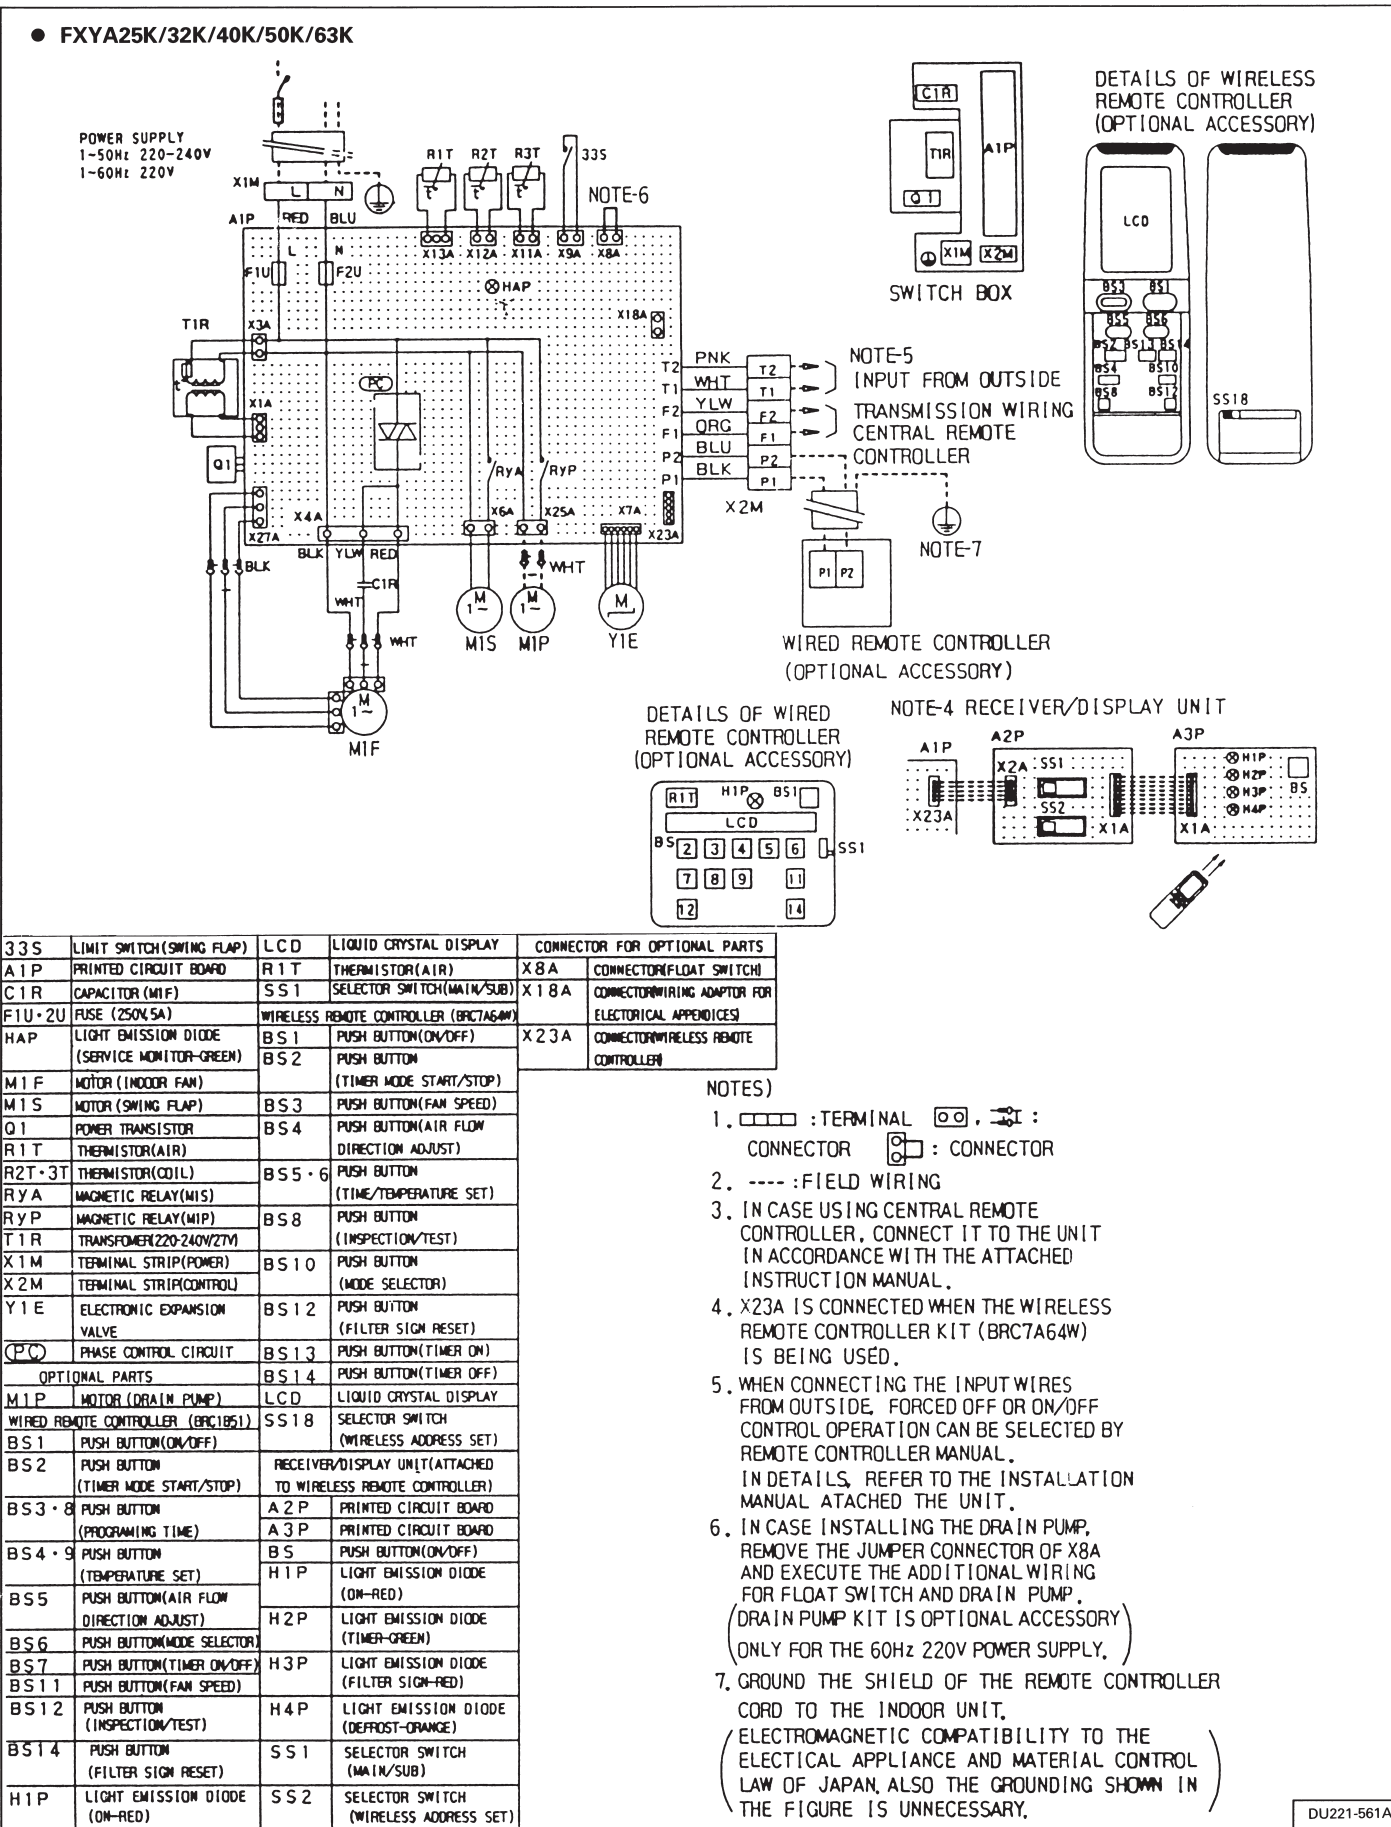 ● FXYA25K/32K/40K/50K/63K
POWER SUPPLY
1~50Hz 220-240V
1~60Hz 220V
X1M
L
N
A1P
RED
BLU
L
N
F1U
F2U
R1T
R2T
R3T
33S
NOTE-6
t
t
t
X13A
X12A
X11A
X9A
X8A
HAP
X18A
T1R
X3A
t
X1A
PC
Q1
X27A
X4A
RyA
RyP
X6A
X25A
X7A
X23A
BLK
YLW
RED
BLK
C1R
WHT
WHT
WHT
M
1~
M1S
M
1~
M1P
M
Y1E
M
1~
M1F
T2
PNK
T2
T1
WHT
T1
F2
YLW
F2
F1
ORG
F1
P2
BLU
P2
P1
BLK
P1
X2M
NOTE-5
INPUT FROM OUTSIDE
TRANSMISSION WIRING
CENTRAL REMOTE
CONTROLLER
NOTE-7
P1 P2
WIRED REMOTE CONTROLLER
(OPTIONAL ACCESSORY)
C1R
T1R
A1P
Q1
X1M
X2M
SWITCH BOX
DETAILS OF WIRELESS
REMOTE CONTROLLER
(OPTIONAL ACCESSORY)
LCD
BS3
BS1
BS5
BS6
BS2
BS13
BS14
BS4
BS10
BS8
BS12
SS18
DETAILS OF WIRED
REMOTE CONTROLLER
(OPTIONAL ACCESSORY)
R1T
H1P
BS1
LCD
BS
2 3 4 5 6
SS1
7 8 9 11
12 14
NOTE-4 RECEIVER/DISPLAY UNIT
A1P
X23A
A2P
X2A
SS1
SS2
X1A
A3P
H1P
H2P
H3P
H4P
BS
X1A
33S LIMIT SWITCH(SWING FLAP)
A1P PRINTED CIRCUIT BOARD
C1R CAPACITOR(M1F)
F1U·2U FUSE (250V,5A)
HAP LIGHT EMISSION DIODE
(SERVICE MONITOR-GREEN)
M1F MOTOR(INDOOR FAN)
M1S MOTOR(SWING FLAP)
Q1 POWER TRANSISTOR
R1T THERMISTOR(AIR)
R2T·3T THERMISTOR(COIL)
RyA MAGNETIC RELAY(M1S)
RyP MAGNETIC RELAY(M1P)
T1R TRANSFOMER(220-240V/27V)
X1M TERMINAL STRIP(POWER)
X2M TERMINAL STRIP(CONTROL)
Y1E ELECTRONIC EXPANSION
VALVE
PC PHASE CONTROL CIRCUIT
OPTIONAL PARTS
M1P MOTOR(DRAIN PUMP)
WIRED REMOTE CONTROLLER (BRC1B51)
BS1 PUSH BUTTON(ON/OFF)
BS2 PUSH BUTTON
(TIMER MODE START/STOP)
BS3·8 PUSH BUTTON
(PROGRAMING TIME)
BS4·9 PUSH BUTTON
(TEMPERATURE SET)
BS5 PUSH BUTTON(AIR FLOW
DIRECTION ADJUST)
BS6 PUSH BUTTON(MODE SELECTOR)
BS7 PUSH BUTTON(TIMER ON/OFF)
BS11 PUSH BUTTON(FAN SPEED)
BS12 PUSH BUTTON
(INSPECTION/TEST)
BS14 PUSH BUTTON
(FILTER SIGN RESET)
H1P LIGHT EMISSION DIODE
(ON-RED)
LCD LIQUID CRYSTAL DISPLAY
R1T THERMISTOR(AIR)
SS1 SELECTOR SWITCH(MAIN/SUB)
WIRELESS REMOTE CONTROLLER (BRC7A64W)
BS1 PUSH BUTTON(ON/OFF)
BS2 PUSH BUTTON
(TIMER MODE START/STOP)
BS3 PUSH BUTTON(FAN SPEED)
BS4 PUSH BUTTON(AIR FLOW
DIRECTION ADJUST)
BS5·6 PUSH BUTTON
(TIME/TEMPERATURE SET)
BS8 PUSH BUTTON
(INSPECTION/TEST)
BS10 PUSH BUTTON
(MODE SELECTOR)
BS12 PUSH BUTTON
(FILTER SIGN RESET)
BS13 PUSH BUTTON(TIMER ON)
BS14 PUSH BUTTON(TIMER OFF)
LCD LIQUID CRYSTAL DISPLAY
SS18 SELECTOR SWITCH
(WIRELESS ADDRESS SET)
RECEIVER/DISPLAY UNIT(ATTACHED
TO WIRELESS REMOTE CONTROLLER)
A2P PRINTED CIRCUIT BOARD
A3P PRINTED CIRCUIT BOARD
BS PUSH BUTTON(ON/OFF)
H1P LIGHT EMISSION DIODE
(ON-RED)
H2P LIGHT EMISSION DIODE
(TIMER-GREEN)
H3P LIGHT EMISSION DIODE
(FILTER SIGN-RED)
H4P LIGHT EMISSION DIODE
(DEFROST-ORANGE)
SS1 SELECTOR SWITCH
(MAIN/SUB)
SS2 SELECTOR SWITCH
(WIRELESS ADDRESS SET)
CONNECTOR FOR OPTIONAL PARTS
X8A CONNECTOR(FLOAT SWITCH)
X18A CONNECTOR(WIRING ADAPTOR FOR
ELECTORICAL APPENDICES)
X23A CONNECTOR(WIRELESS REMOTE
CONTROLLER)
NOTES)
1. :TERMINAL , :
CONNECTOR : CONNECTOR
2. ---- :FIELD WIRING
3. IN CASE USING CENTRAL REMOTE
CONTROLLER, CONNECT IT TO THE UNIT
IN ACCORDANCE WITH THE ATTACHED
INSTRUCTION MANUAL.
4. X23A IS CONNECTED WHEN THE WIRELESS
REMOTE CONTROLLER KIT (BRC7A64W)
IS BEING USED.
5. WHEN CONNECTING THE INPUT WIRES
FROM OUTSIDE, FORCED OFF OR ON/OFF
CONTROL OPERATION CAN BE SELECTED BY
REMOTE CONTROLLER MANUAL.
IN DETAILS, REFER TO THE INSTALLATION
MANUAL ATACHED THE UNIT.
6. IN CASE INSTALLING THE DRAIN PUMP,
REMOVE THE JUMPER CONNECTOR OF X8A
AND EXECUTE THE ADDITIONAL WIRING
FOR FLOAT SWITCH AND DRAIN PUMP.
(DRAIN PUMP KIT IS OPTIONAL ACCESSORY
ONLY FOR THE 60Hz 220V POWER SUPPLY.)
7. GROUND THE SHIELD OF THE REMOTE CONTROLLER
CORD TO THE INDOOR UNIT.
(ELECTROMAGNETIC COMPATIBILITY TO THE
ELECTICAL APPLIANCE AND MATERIAL CONTROL
LAW OF JAPAN, ALSO THE GROUNDING SHOWN IN
THE FIGURE IS UNNECESSARY.)
DU221-561A